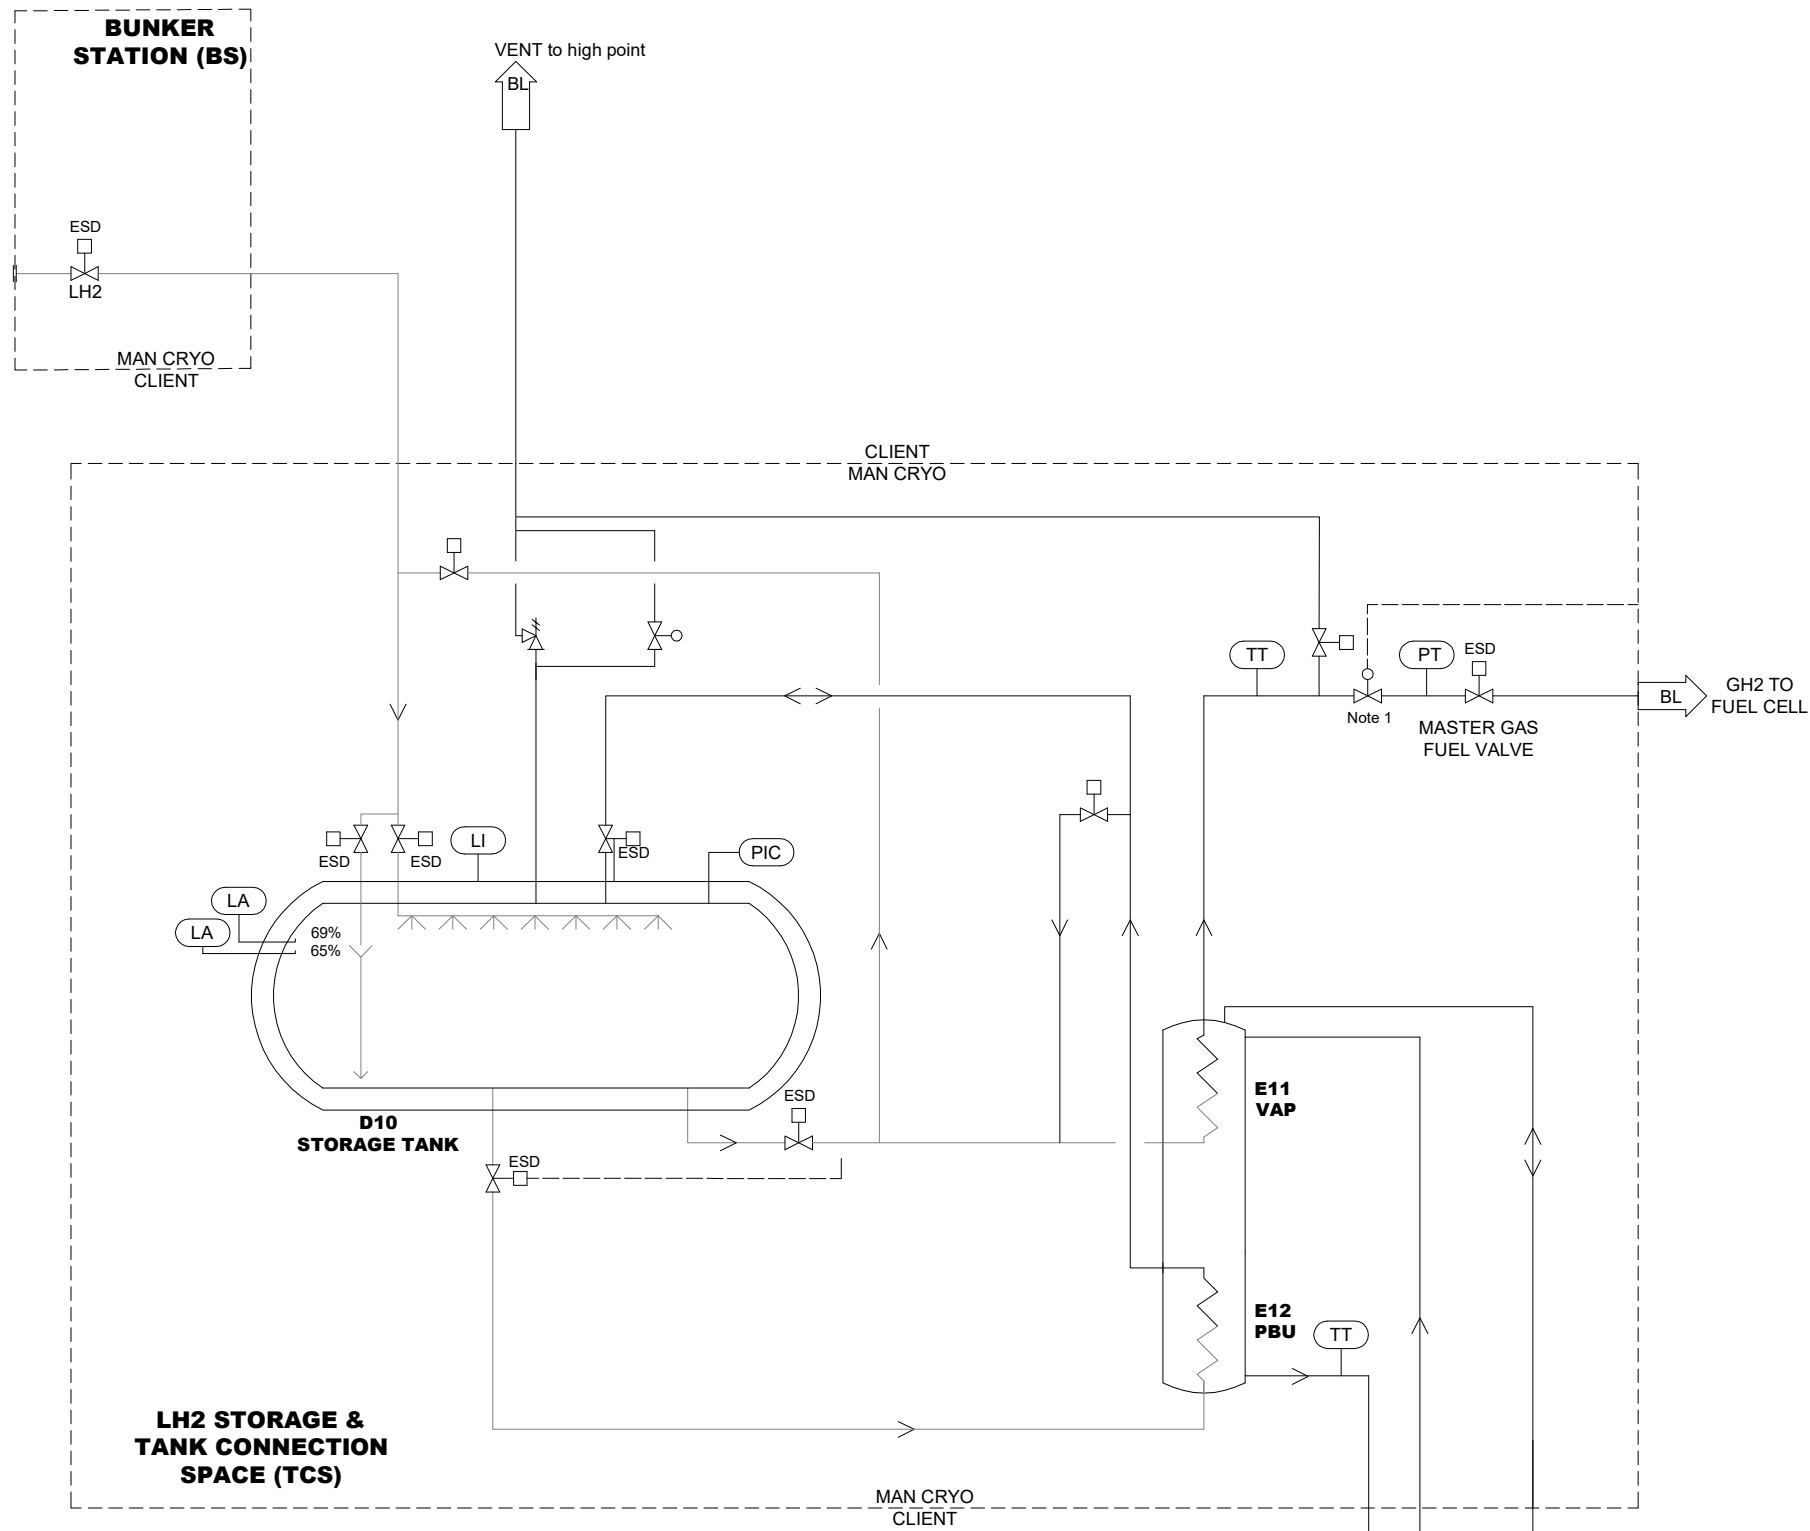 BUNKER
STATION (BS)
VENT to high point
BL
ESD
LH2
MAN CRYO
CLIENT
CLIENT
MAN CRYO
TT
PT
ESD
Note 1
MASTER GAS
FUEL VALVE
BL
GH2 TO
FUEL CELL
ESD
ESD
LI
ESD
PIC
LA
LA
69%
65%
D10
STORAGE TANK
ESD
ESD
E11
VAP
E12
PBU
TT
LH2 STORAGE &
TANK CONNECTION
SPACE (TCS)
MAN CRYO
CLIENT